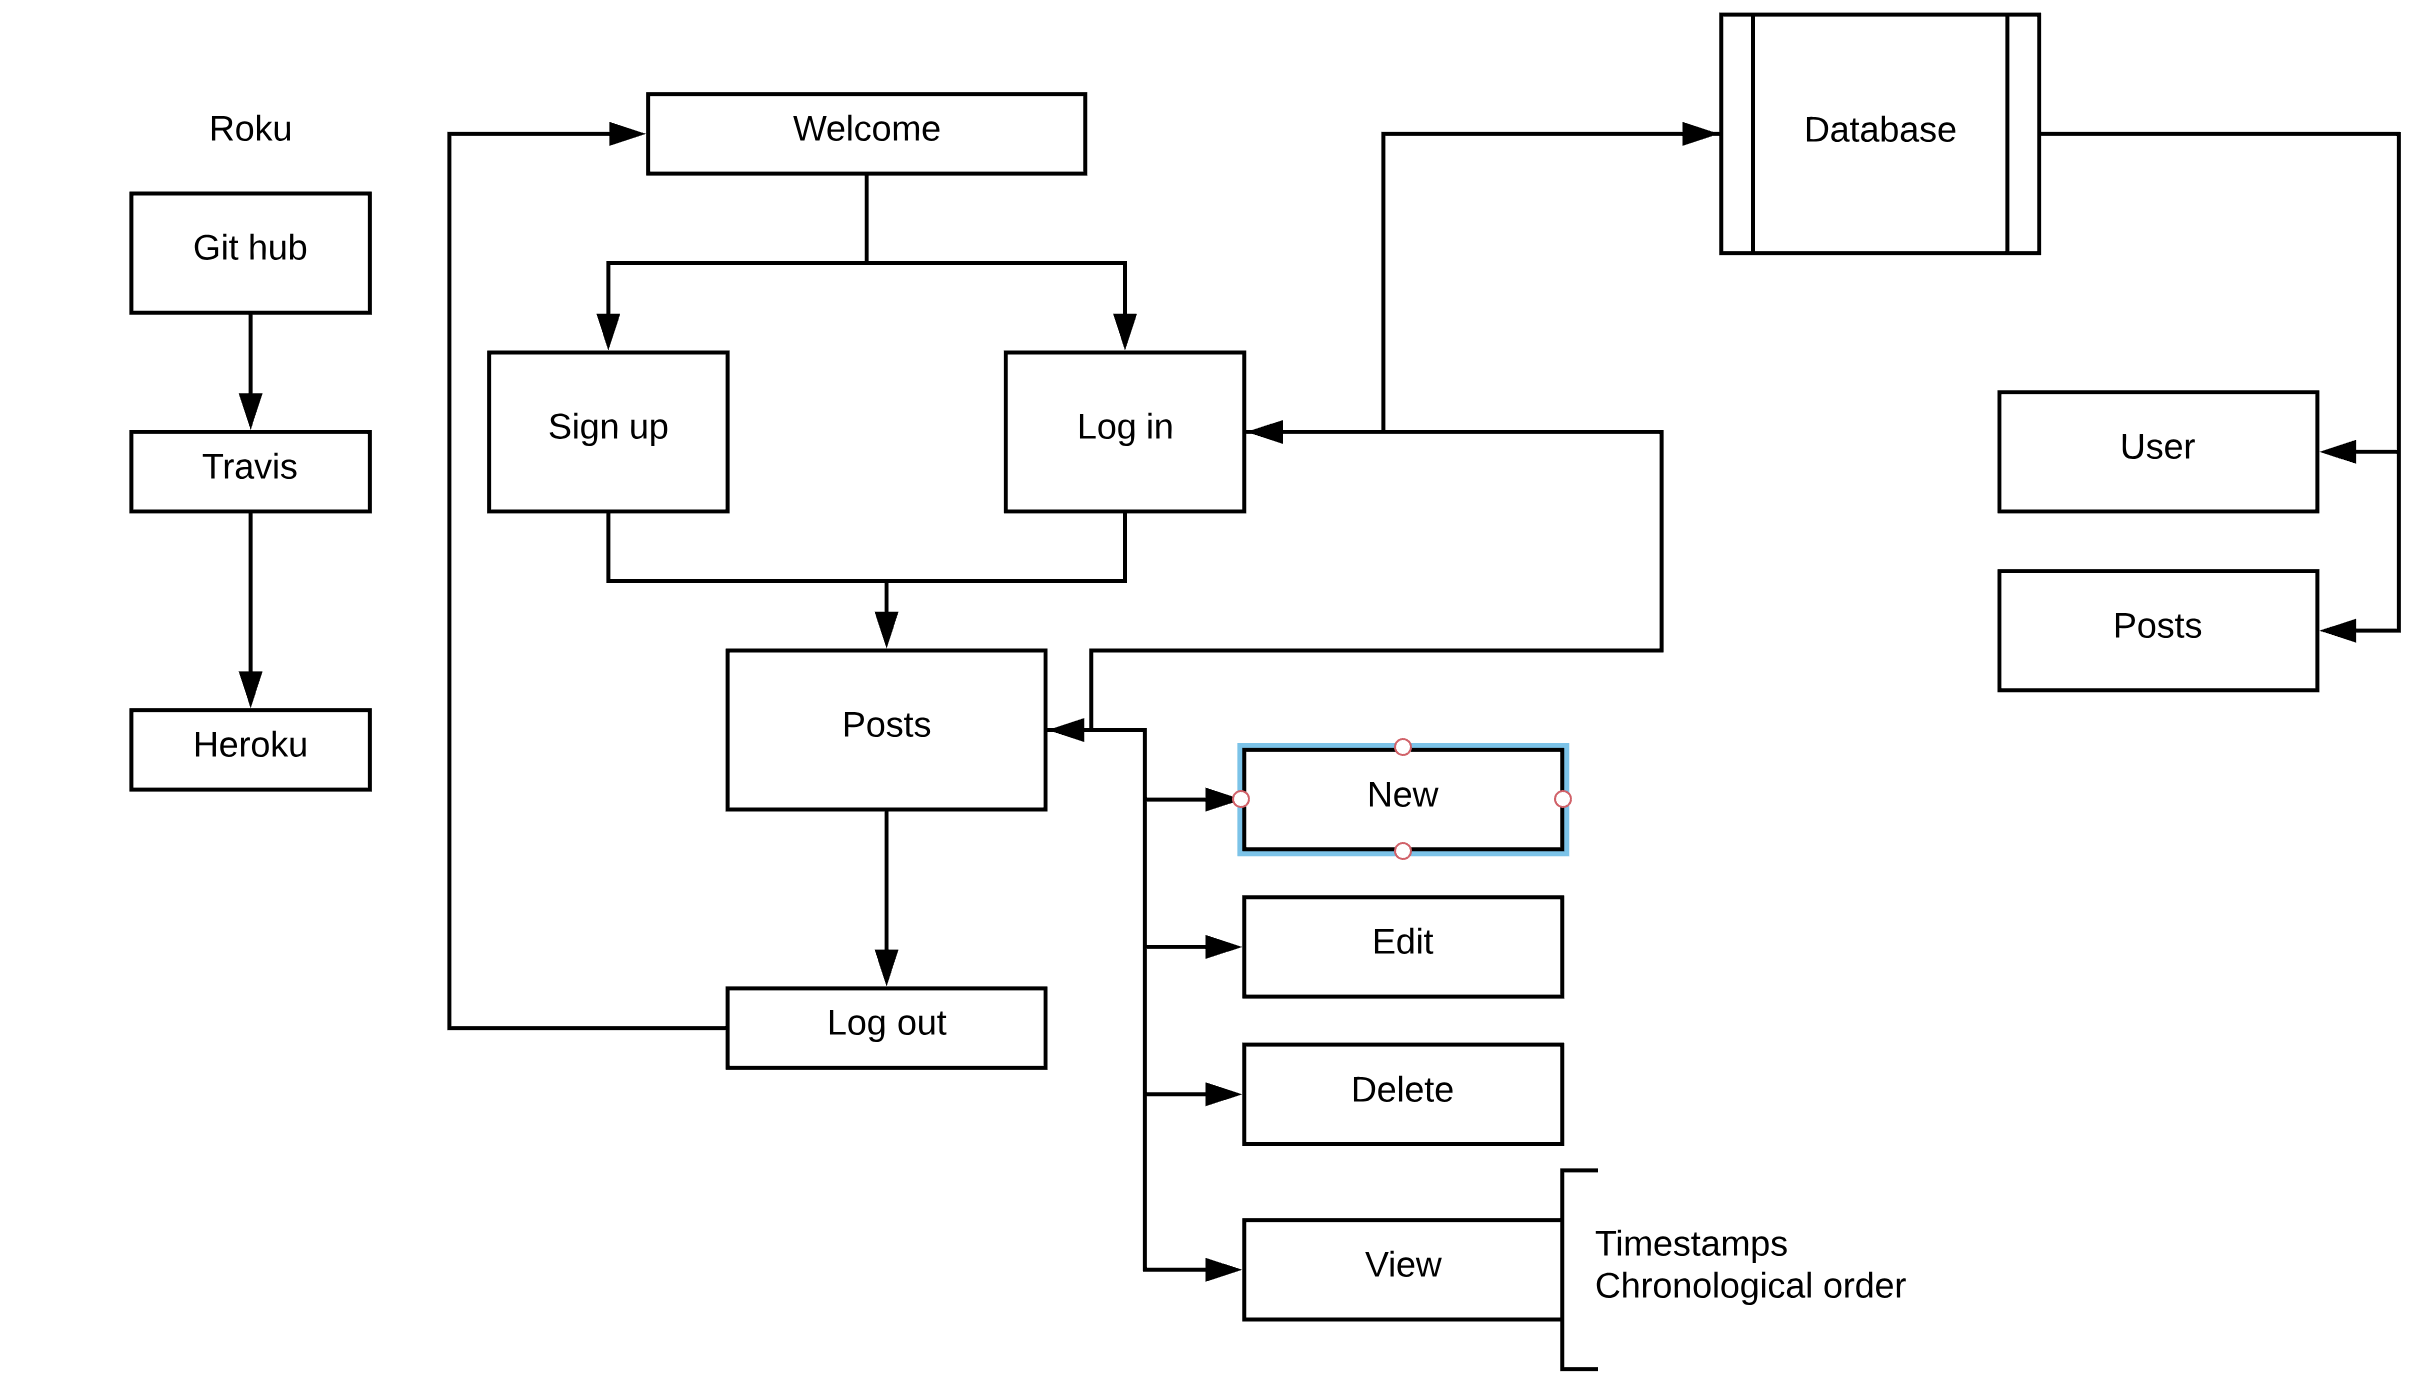 Roku
Git hub
Travis
Heroku
Welcome
Sign up
Log in
Posts
Log out
New
Edit
Delete
View
Timestamps
Chronological order
Database
User
Posts